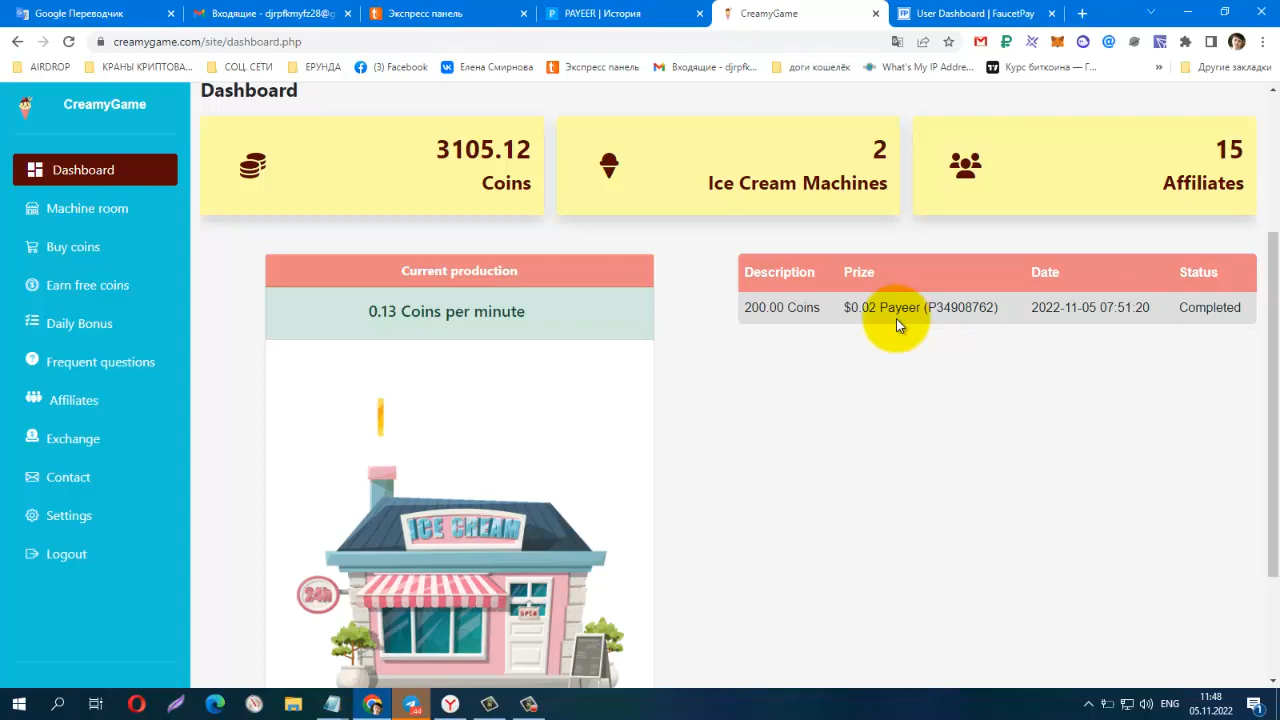 Google Переводчик
Входящие - djrpfkmyfz28@g
Экспресс панель
PAYEER | История
CreamyGame
User Dashboard | FaucetPay
creamygame.com/site/dashboard.php
AIRDROP
КРАНЫ КРИПТОВА...
СОЦ. СЕТИ
ЕРУНДА
(3) Facebook
Елена Смирнова
Экспресс панель
Входящие - djrpfk...
доги кошелёк
What's My IP Addre...
Курс биткоина — Г...
»
Другие закладки
CreamyGame
Dashboard
Machine room
Buy coins
Earn free coins
Daily Bonus
Frequent questions
Affiliates
Exchange
Contact
Settings
Logout
Dashboard
3105.12
Coins
2
Ice Cream Machines
15
Affiliates
Current production
0.13 Coins per minute
ICE CREAM
24h
OPEN
Description Prize Date Status
200.00 Coins $0.02 Payeer (P34908762) 2022-11-05 07:51:20 Completed
44
ENG
11:48
05.11.2022
1